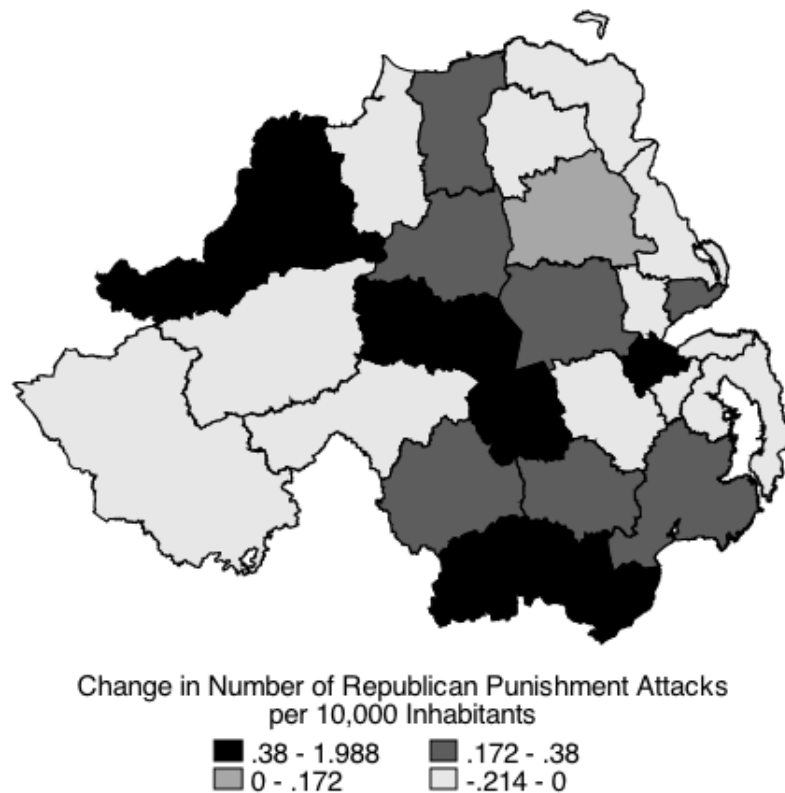 Change in Number of Republican Punishment Attacks
per 10,000 Inhabitants
.38 - 1.988 .172 - .38
0 - .172 -.214 - 0